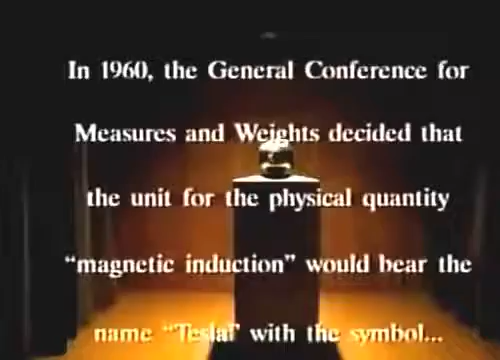 In 1960, the General Conference for
Measures and Weights decided that
the unit for the physical quantity
“magnetic induction” would bear the
name “Tesla” with the symbol...